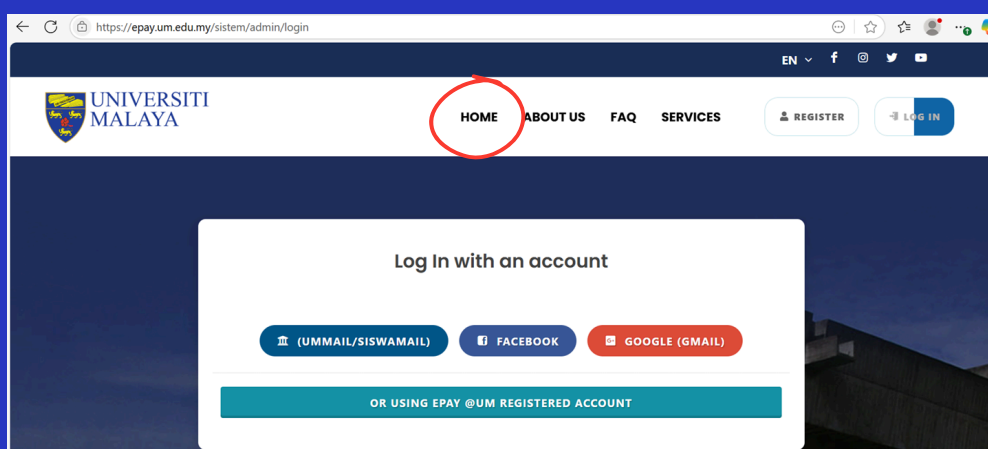 https://epay.um.edu.my/sistem/admin/login
EN
UNIVERSITI
MALAYA
HOME ABOUT US FAQ SERVICES REGISTER LOG IN
Log In with an account
(UMMAIL/SISWAMAIL) FACEBOOK GOOGLE (GMAIL)
OR USING EPAY @UM REGISTERED ACCOUNT